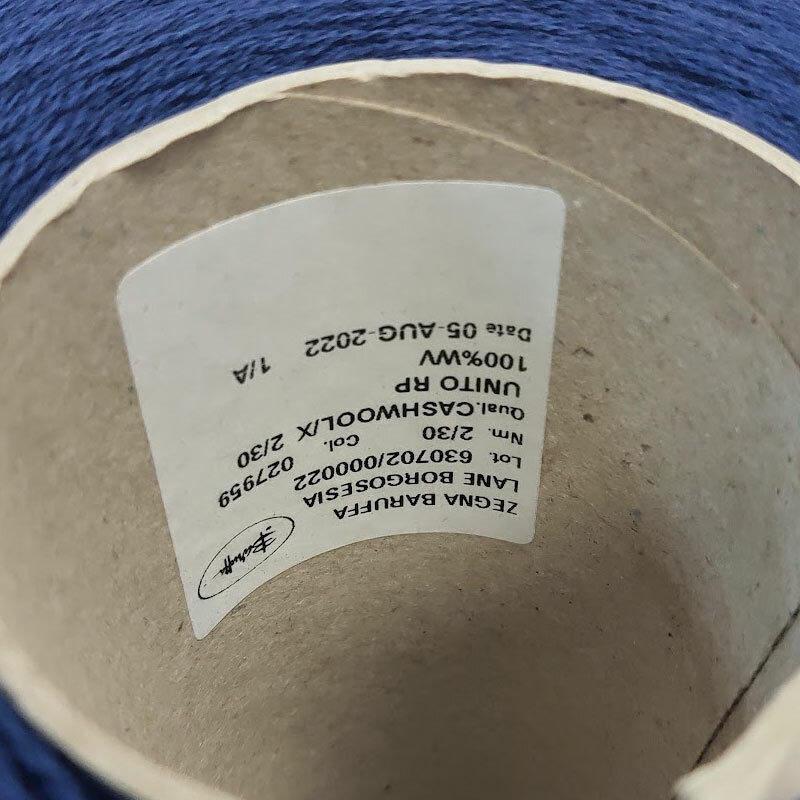 Baruffa
ZEGNA BARUFFA
LANE BORGOSESIA
Lot. 630702/000022
Nm. 2/30 Col. 027959
Qual.CASHWOOL/X 2/30
UNITO RP
100%WV 1/A
Date 05-AUG-2022